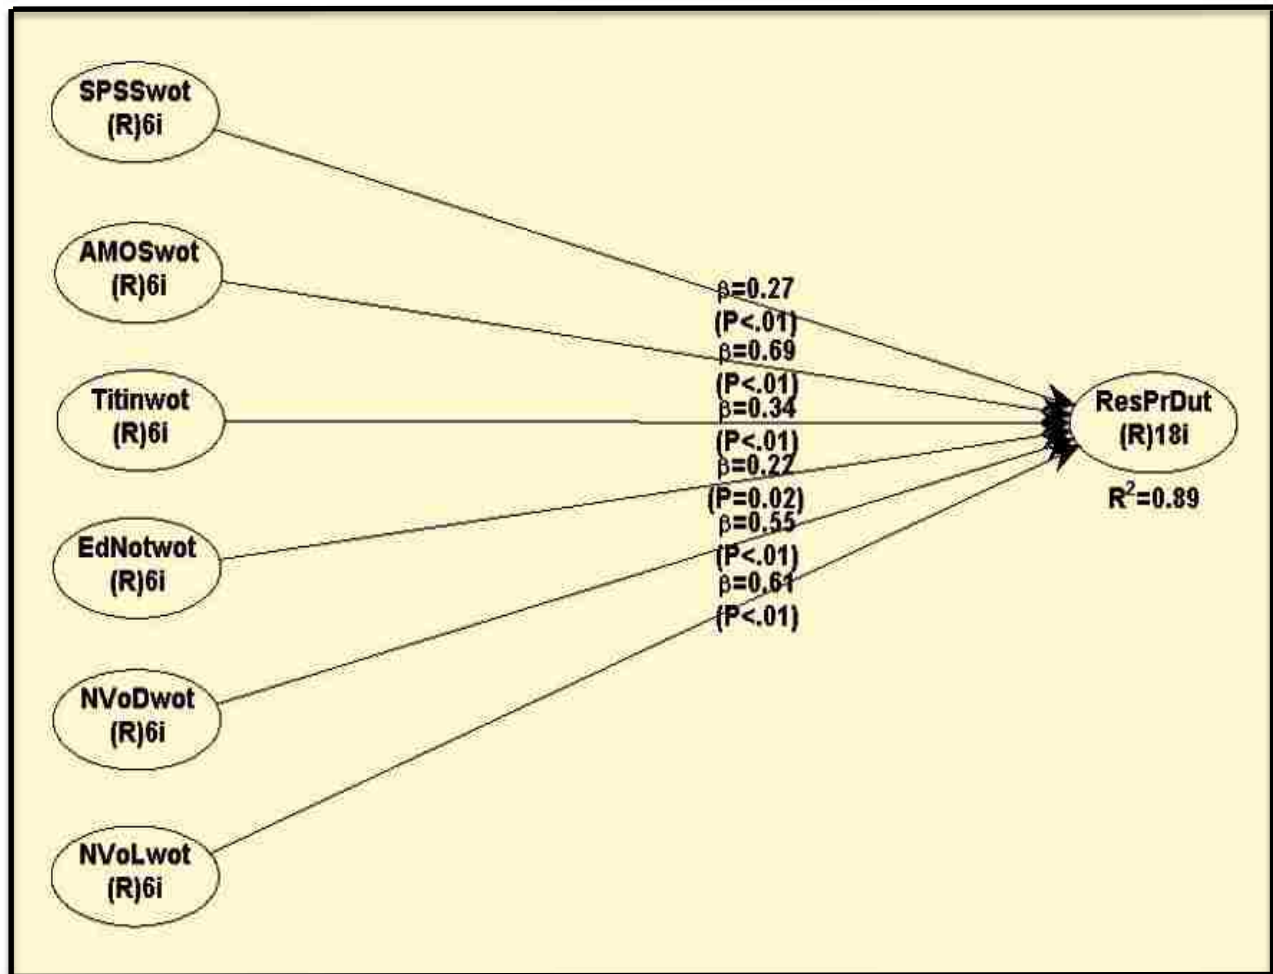 SPSSwot
(R)6i
AMOSwot
(R)6i
Titinwot
(R)6i
EdNotwot
(R)6i
NVoDwot
(R)6i
NVoLwot
(R)6i
β=0.27
(P<.01)
β=0.69
(P<.01)
β=0.34
(P<.01)
β=0.22
(P=0.02)
β=0.55
(P<.01)
β=0.61
(P<.01)
ResPrDut
(R)18i
R²=0.89